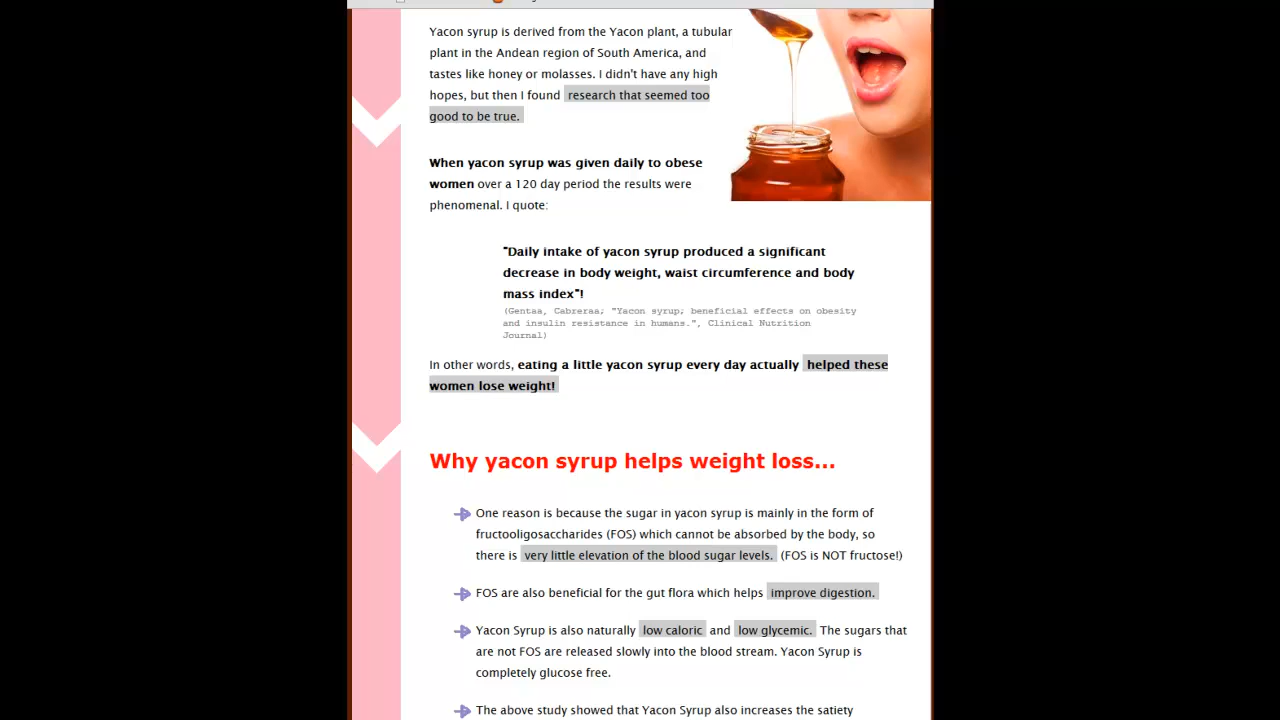 Yacon syrup is derived from the Yacon plant, a tubular
plant in the Andean region of South America, and
tastes like honey or molasses. I didn't have any high
hopes, but then I found research that seemed too
good to be true.
When yacon syrup was given daily to obese
women over a 120 day period the results were
phenomenal. I quote:
"Daily intake of yacon syrup produced a significant
decrease in body weight, waist circumference and body
mass index"!
(Gentaa, Cabreraa; "Yacon syrup; beneficial effects on obesity
and insulin resistance in humans.", Clinical Nutrition
Journal)
In other words, eating a little yacon syrup every day actually helped these
women lose weight!
Why yacon syrup helps weight loss...
One reason is because the sugar in yacon syrup is mainly in the form of
fructooligosaccharides (FOS) which cannot be absorbed by the body, so
there is very little elevation of the blood sugar levels. (FOS is NOT fructose!)
FOS are also beneficial for the gut flora which helps improve digestion.
Yacon Syrup is also naturally low caloric and low glycemic. The sugars that
are not FOS are released slowly into the blood stream. Yacon Syrup is
completely glucose free.
The above study showed that Yacon Syrup also increases the satiety